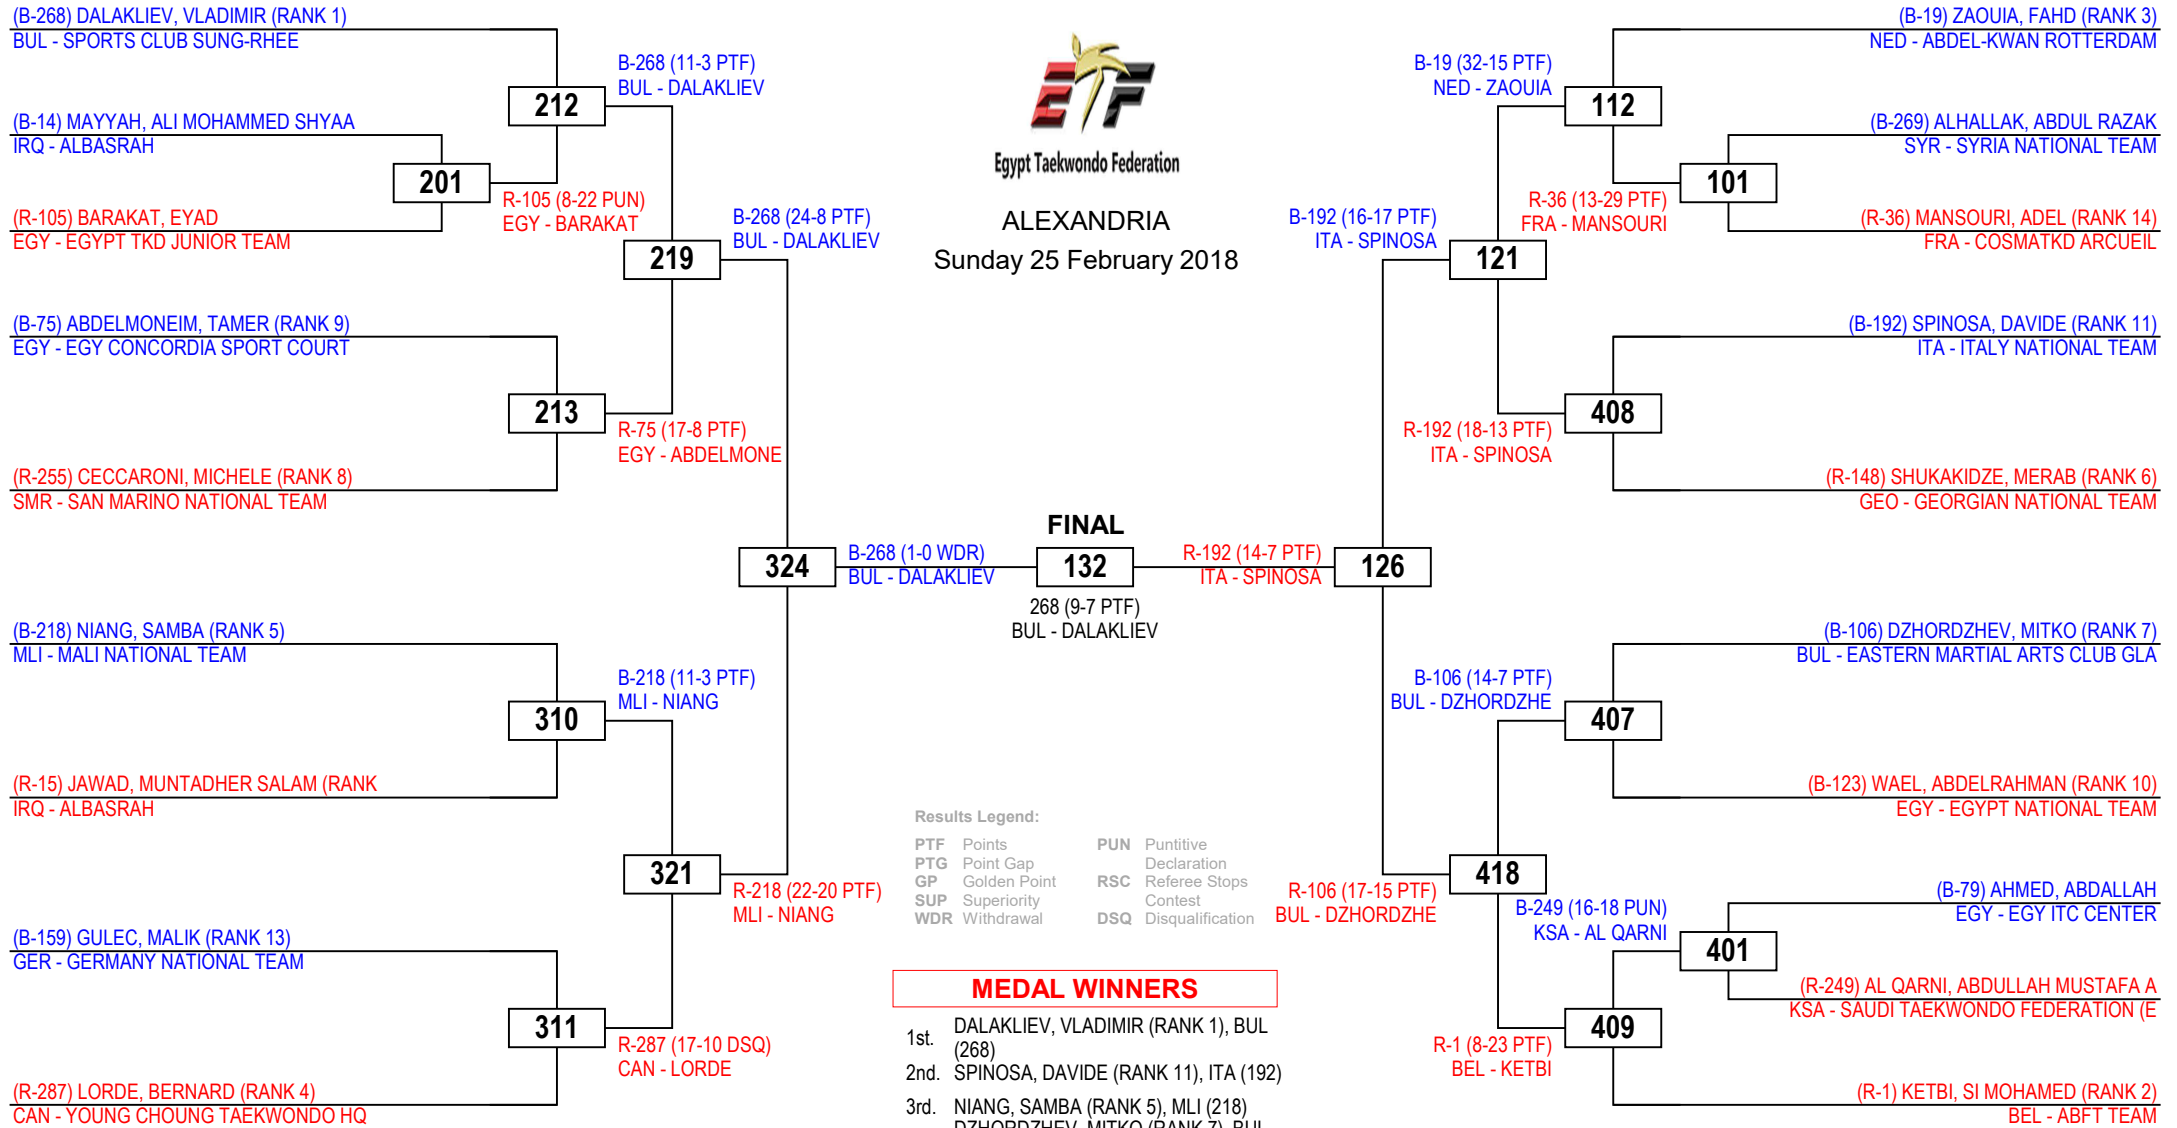 (B-268) DALAKLIEV, VLADIMIR (RANK 1)
BUL - SPORTS CLUB SUNG-RHEE
B-268 (11-3 PTF)
BUL - DALAKLIEV
212
(B-14) MAYYAH, ALI MOHAMMED SHYAA
IRQ - ALBASRAH
201
R-105 (8-22 PUN)
EGY - BARAKAT
(R-105) BARAKAT, EYAD
EGY - EGYPT TKD JUNIOR TEAM
B-268 (24-8 PTF)
BUL - DALAKLIEV
219
(B-75) ABDELMONEIM, TAMER (RANK 9)
EGY - EGY CONCORDIA SPORT COURT
213
R-75 (17-8 PTF)
EGY - ABDELMONE
(R-255) CECCARONI, MICHELE (RANK 8)
SMR - SAN MARINO NATIONAL TEAM
324
B-268 (1-0 WDR)
BUL - DALAKLIEV
(B-218) NIANG, SAMBA (RANK 5)
MLI - MALI NATIONAL TEAM
B-218 (11-3 PTF)
MLI - NIANG
310
(R-15) JAWAD, MUNTADHER SALAM (RANK
IRQ - ALBASRAH
321
R-218 (22-20 PTF)
MLI - NIANG
(B-159) GULEC, MALIK (RANK 13)
GER - GERMANY NATIONAL TEAM
311
R-287 (17-10 DSQ)
CAN - LORDE
(R-287) LORDE, BERNARD (RANK 4)
CAN - YOUNG CHOUNG TAEKWONDO HQ
ETF
Egypt Taekwondo Federation
ALEXANDRIA
Sunday 25 February 2018
FINAL
132
268 (9-7 PTF)
BUL - DALAKLIEV
Results Legend:
PTF Points
PTG Point Gap
GP Golden Point
SUP Superiority
WDR Withdrawal
PUN Puntitive
Declaration
RSC Referee Stops
Contest
DSQ Disqualification
MEDAL WINNERS
1st. DALAKLIEV, VLADIMIR (RANK 1), BUL
(268)
2nd. SPINOSA, DAVIDE (RANK 11), ITA (192)
3rd. NIANG, SAMBA (RANK 5), MLI (218)
DZHORDZHEV, MITKO (RANK 7), BUL
(B-19) ZAOUIA, FAHD (RANK 3)
NED - ABDEL-KWAN ROTTERDAM
B-19 (32-15 PTF)
NED - ZAOUIA
112
(B-269) ALHALLAK, ABDUL RAZAK
SYR - SYRIA NATIONAL TEAM
101
R-36 (13-29 PTF)
FRA - MANSOURI
(R-36) MANSOURI, ADEL (RANK 14)
FRA - COSMATKD ARCUEIL
B-192 (16-17 PTF)
ITA - SPINOSA
121
(B-192) SPINOSA, DAVIDE (RANK 11)
ITA - ITALY NATIONAL TEAM
408
R-192 (18-13 PTF)
ITA - SPINOSA
(R-148) SHUKAKIDZE, MERAB (RANK 6)
GEO - GEORGIAN NATIONAL TEAM
R-192 (14-7 PTF)
ITA - SPINOSA
126
(B-106) DZHORDZHEV, MITKO (RANK 7)
BUL - EASTERN MARTIAL ARTS CLUB GLA
B-106 (14-7 PTF)
BUL - DZHORDZHE
407
(B-123) WAEL, ABDELRAHMAN (RANK 10)
EGY - EGYPT NATIONAL TEAM
418
R-106 (17-15 PTF)
BUL - DZHORDZHE
(B-79) AHMED, ABDALLAH
EGY - EGY ITC CENTER
B-249 (16-18 PUN)
KSA - AL QARNI
401
(R-249) AL QARNI, ABDULLAH MUSTAFA A
KSA - SAUDI TAEKWONDO FEDERATION (E
409
R-1 (8-23 PTF)
BEL - KETBI
(R-1) KETBI, SI MOHAMED (RANK 2)
BEL - ABFT TEAM